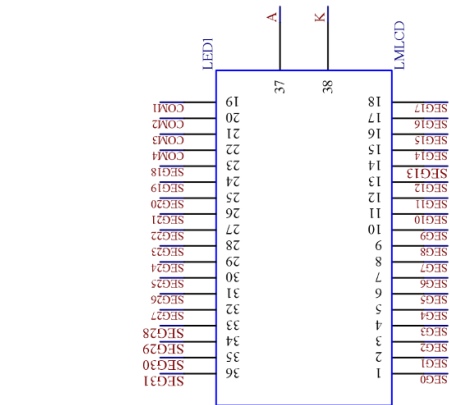 A K
LED1 LMLCD
37 38
COM1 19 18 SEG17
COM2 20 17 SEG16
COM3 21 16 SEG15
COM4 22 15 SEG14
SEG18 23 14 SEG13
SEG19 24 13 SEG12
SEG20 25 12 SEG11
SEG21 26 11 SEG10
SEG22 27 10 SEG9
SEG23 28 9 SEG8
SEG24 29 8 SEG7
SEG25 30 7 SEG6
SEG26 31 6 SEG5
SEG27 32 5 SEG4
SEG28 33 4 SEG3
SEG29 34 3 SEG2
SEG30 35 2 SEG1
SEG31 36 1 SEG0